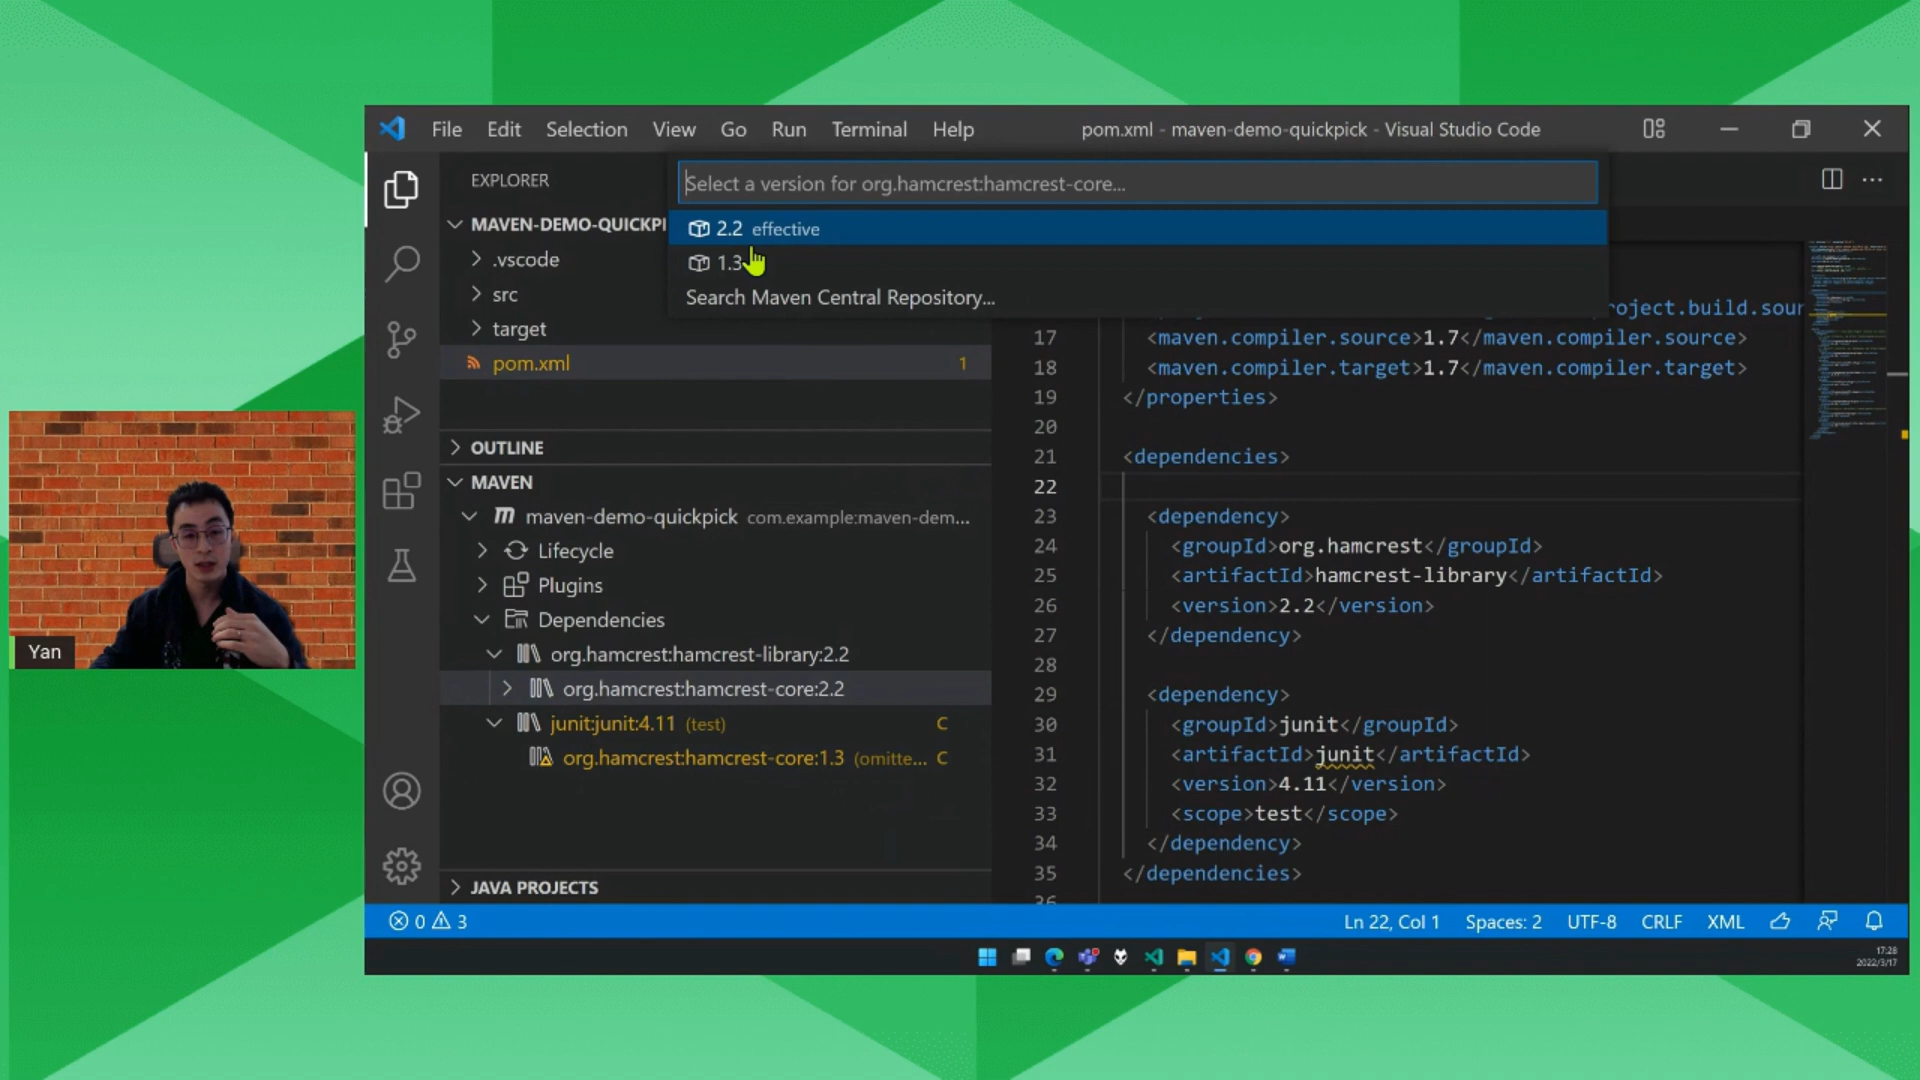 File Edit Selection View Go Run Terminal Help
pom.xml - maven-demo-quickpick - Visual Studio Code
EXPLORER
Select a version for org.hamcrest:hamcrest-core...
2.2 effective
1.3
Search Maven Central Repository...
MAVEN-DEMO-QUICKPI
.vscode
src
target
pom.xml 1
OUTLINE
MAVEN
maven-demo-quickpick com.example:maven-dem...
Lifecycle
Plugins
Dependencies
org.hamcrest:hamcrest-library:2.2
org.hamcrest:hamcrest-core:2.2
junit:junit:4.11 (test) C
org.hamcrest:hamcrest-core:1.3 (omitte... C
JAVA PROJECTS
oject.build.sour
17 <maven.compiler.source>1.7</maven.compiler.source>
18 <maven.compiler.target>1.7</maven.compiler.target>
19 </properties>
20
21 <dependencies>
22
23 <dependency>
24 <groupId>org.hamcrest</groupId>
25 <artifactId>hamcrest-library</artifactId>
26 <version>2.2</version>
27 </dependency>
28
29 <dependency>
30 <groupId>junit</groupId>
31 <artifactId>junit</artifactId>
32 <version>4.11</version>
33 <scope>test</scope>
34 </dependency>
35 </dependencies>
36
0 3
Ln 22, Col 1 Spaces: 2 UTF-8 CRLF XML
17:28
2022/3/17
Yan